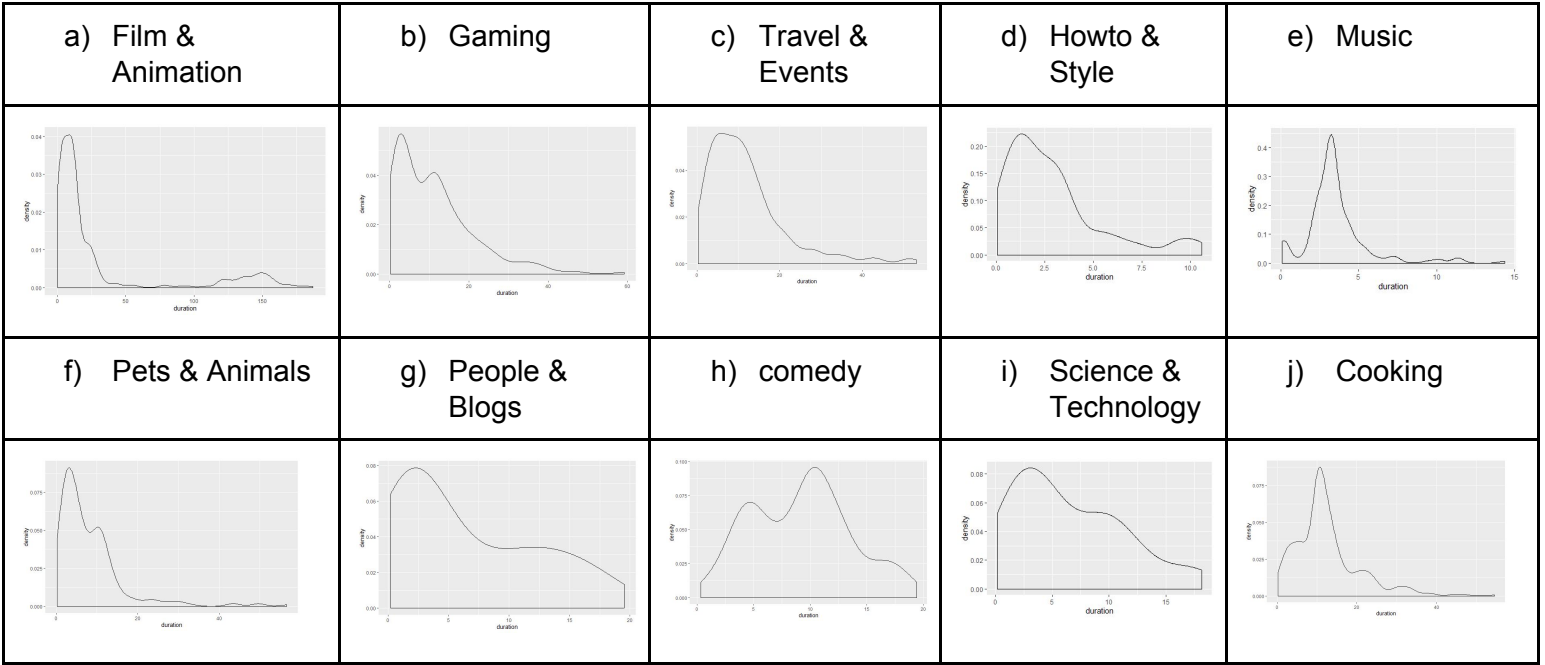 a) Film &
Animation
b) Gaming
c) Travel &
Events
d) Howto &
Style
e) Music
0.04
0.03
0.02
0.01
0.00
density
0
50
100
150
duration
0.04
0.02
0.00
density
0
20
40
60
duration
0.04
0.02
0.00
density
0
20
40
duration
0.20
0.15
0.10
0.05
0.00
density
0.0
2.5
5.0
7.5
10.0
duration
0.4
0.3
0.2
0.1
0.0
density
0
5
10
15
duration
f) Pets & Animals
g) People &
Blogs
h) comedy
i) Science &
Technology
j) Cooking
0.075
0.050
0.025
0.000
density
0
20
40
duration
0.08
0.06
0.04
0.02
0.00
density
0
5
10
15
20
duration
0.100
0.075
0.050
0.025
0.000
density
0
5
10
15
20
duration
0.08
0.06
0.04
0.02
0.00
density
0
5
10
15
duration
0.075
0.050
0.025
0.000
density
0
20
40
duration